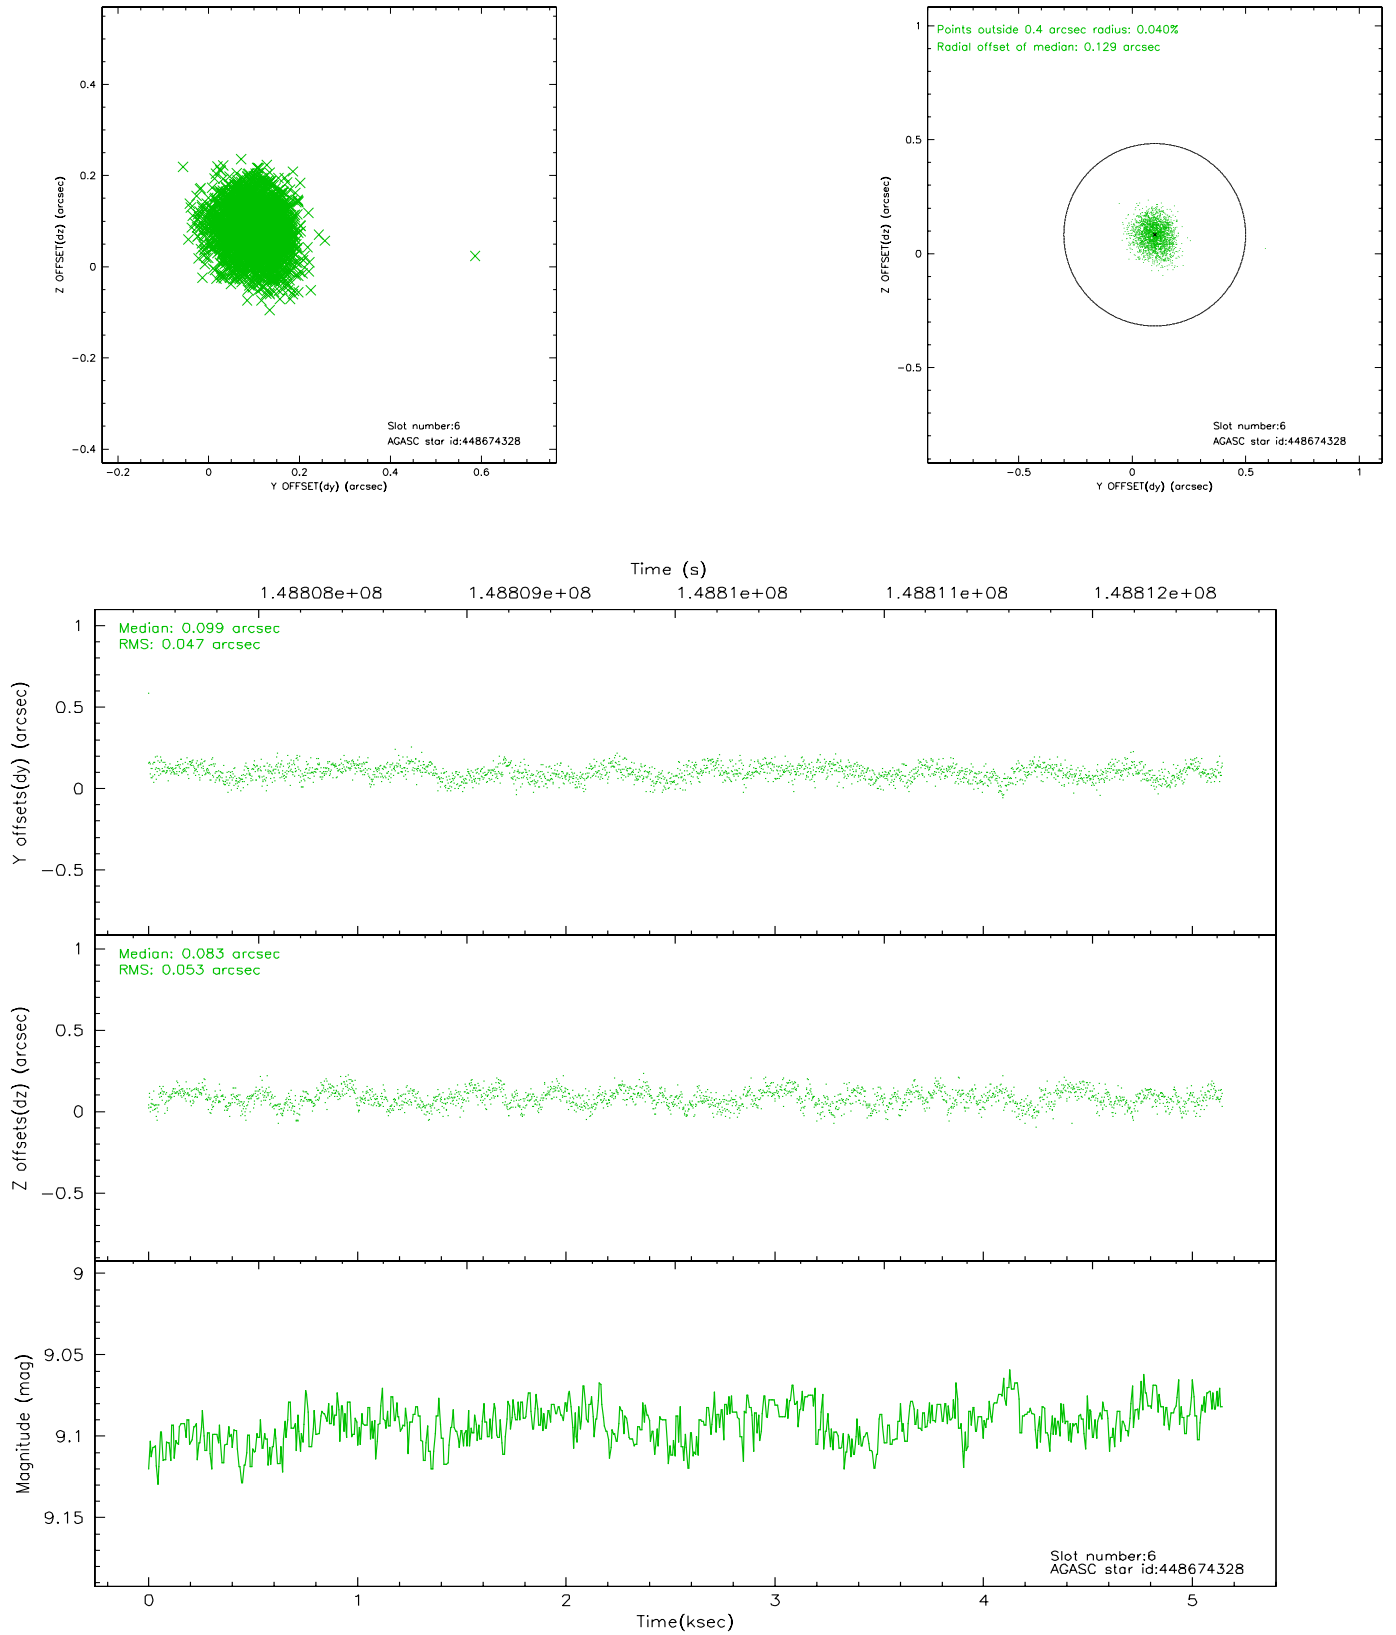 0.4
0.2
0
−0.2
−0.4
Z OFFSET(dz) (arcsec)
Slot number:6
AGASC star id:448674328
−0.2 0 0.2 0.4 0.6
Y OFFSET(dy) (arcsec)
Points outside 0.4 arcsec radius: 0.040%
Radial offset of median: 0.129 arcsec
1
0.5
0
−0.5
Z OFFSET(dz) (arcsec)
Slot number:6
AGASC star id:448674328
−0.5 0 0.5 1
Y OFFSET(dy) (arcsec)
Time (s)
1.48808e+08 1.48809e+08 1.4881e+08 1.48811e+08 1.48812e+08
Median: 0.099 arcsec
RMS: 0.047 arcsec
1
0.5
0
−0.5
Y offsets(dy) (arcsec)
Median: 0.083 arcsec
RMS: 0.053 arcsec
1
0.5
0
−0.5
Z offsets(dz) (arcsec)
9
9.05
9.10
9.15
Magnitude (mag)
Slot number:6
AGASC star id:448674328
0 1 2 3 4 5
Time(ksec)